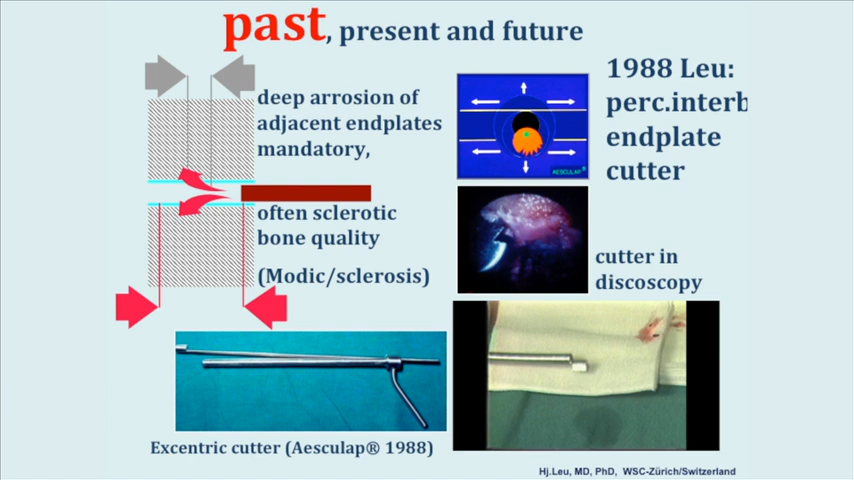 past, present and future
deep arrosion of
adjacent endplates
mandatory,
often sclerotic
bone quality
(Modic/sclerosis)
1988 Leu:
perc.interb
endplate
cutter
AESCULAP®
cutter in
discoscopy
Excentric cutter (Aesculap® 1988)
Hj.Leu, MD, PhD, WSC-Zürich/Switzerland